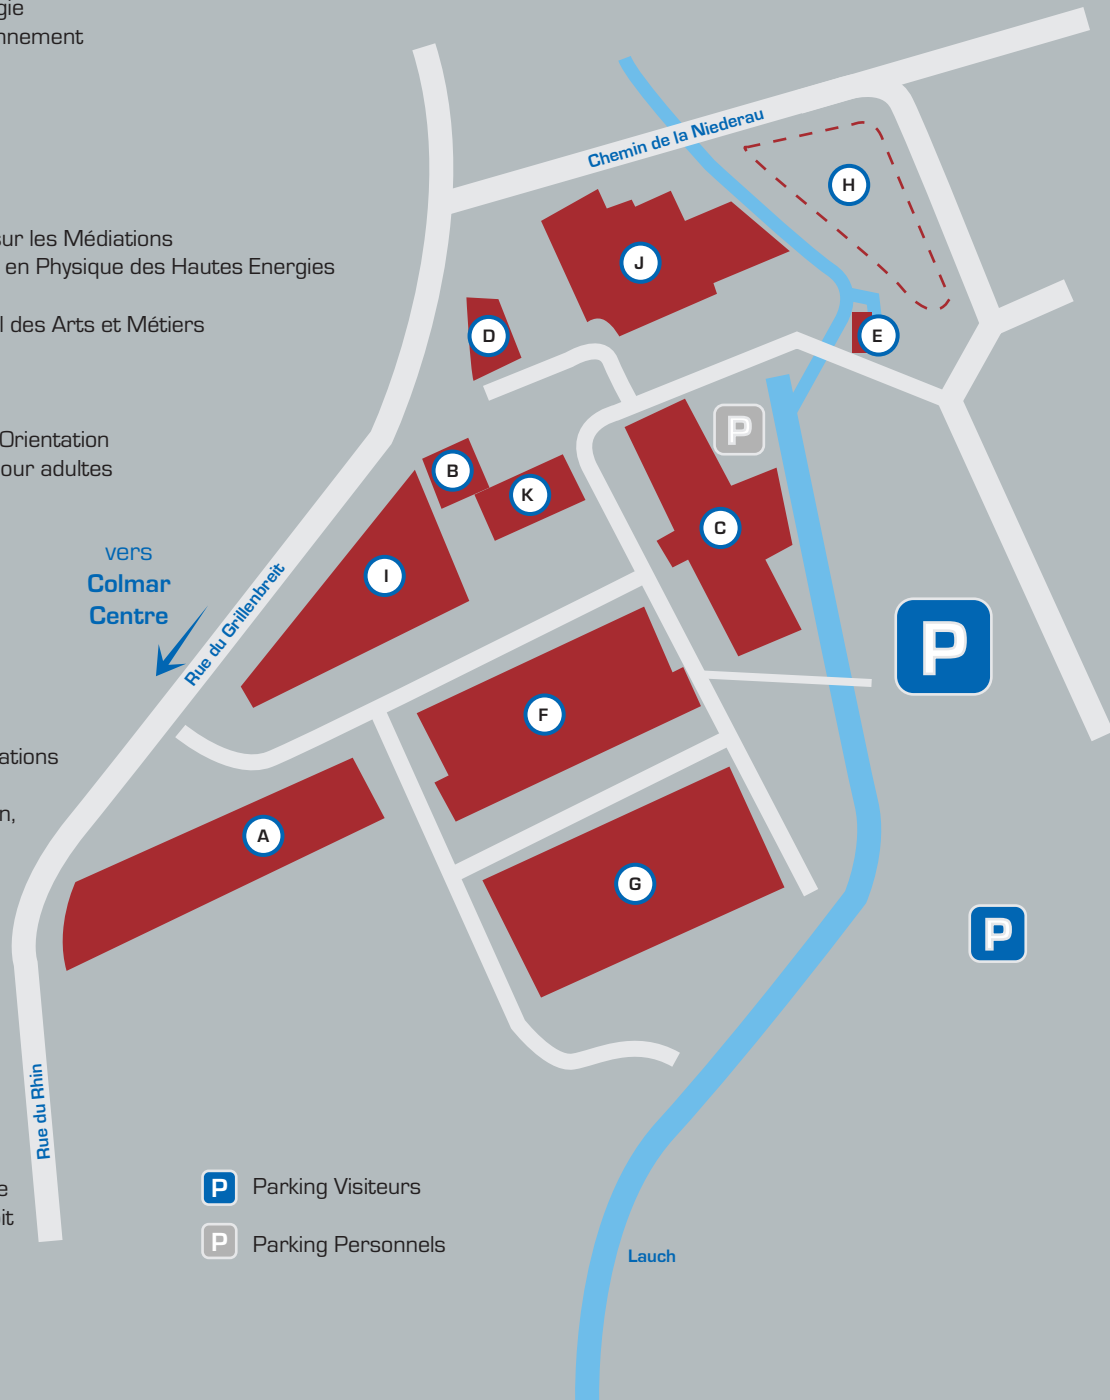 gie
nnement
Chemin de la Niederau
H
sur les Médiations
en Physique des Hautes Energies
J
l des Arts et Métiers
D
E
P
Orientation
our adultes
B
K
C
vers
Colmar
Centre
I
Rue du Grillenbreit
P
F
ations
n,
A
G
P
Rue du Rhin
P Parking Visiteurs
e
it
P Parking Personnels
Lauch